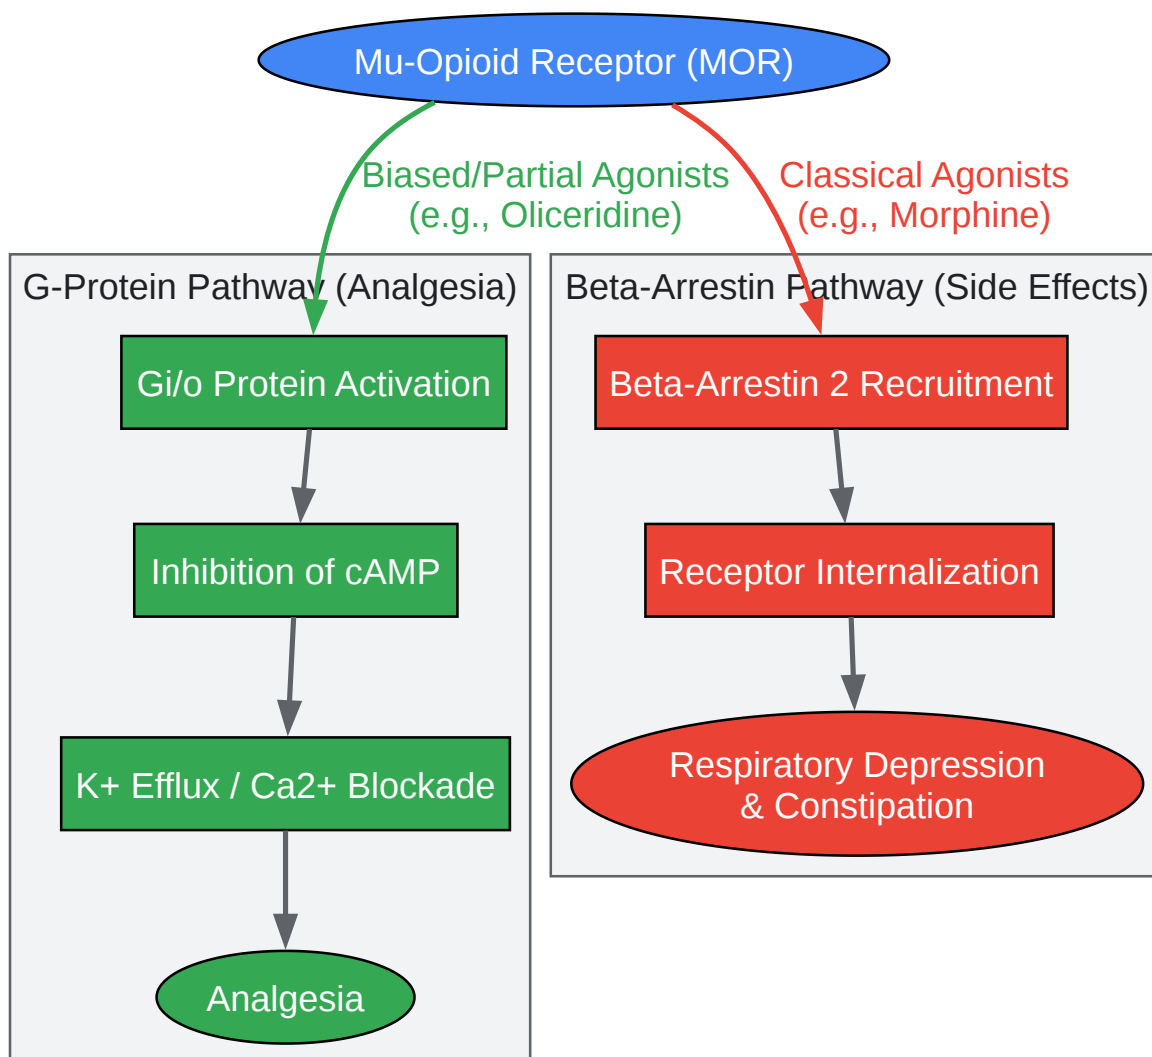 Mu-Opioid Receptor (MOR)
Biased/Partial Agonists
(e.g., Oliceridine)
Classical Agonists
(e.g., Morphine)
G-Protein Pathway (Analgesia)
Gi/o Protein Activation
Inhibition of cAMP
K+ Efflux / Ca2+ Blockade
Analgesia
Beta-Arrestin Pathway (Side Effects)
Beta-Arrestin 2 Recruitment
Receptor Internalization
Respiratory Depression
& Constipation